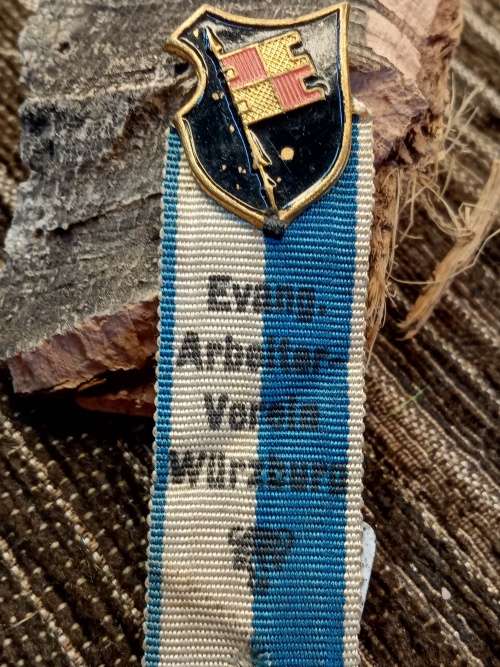 Evang.
Arbeiter-
Verein
Würzburg